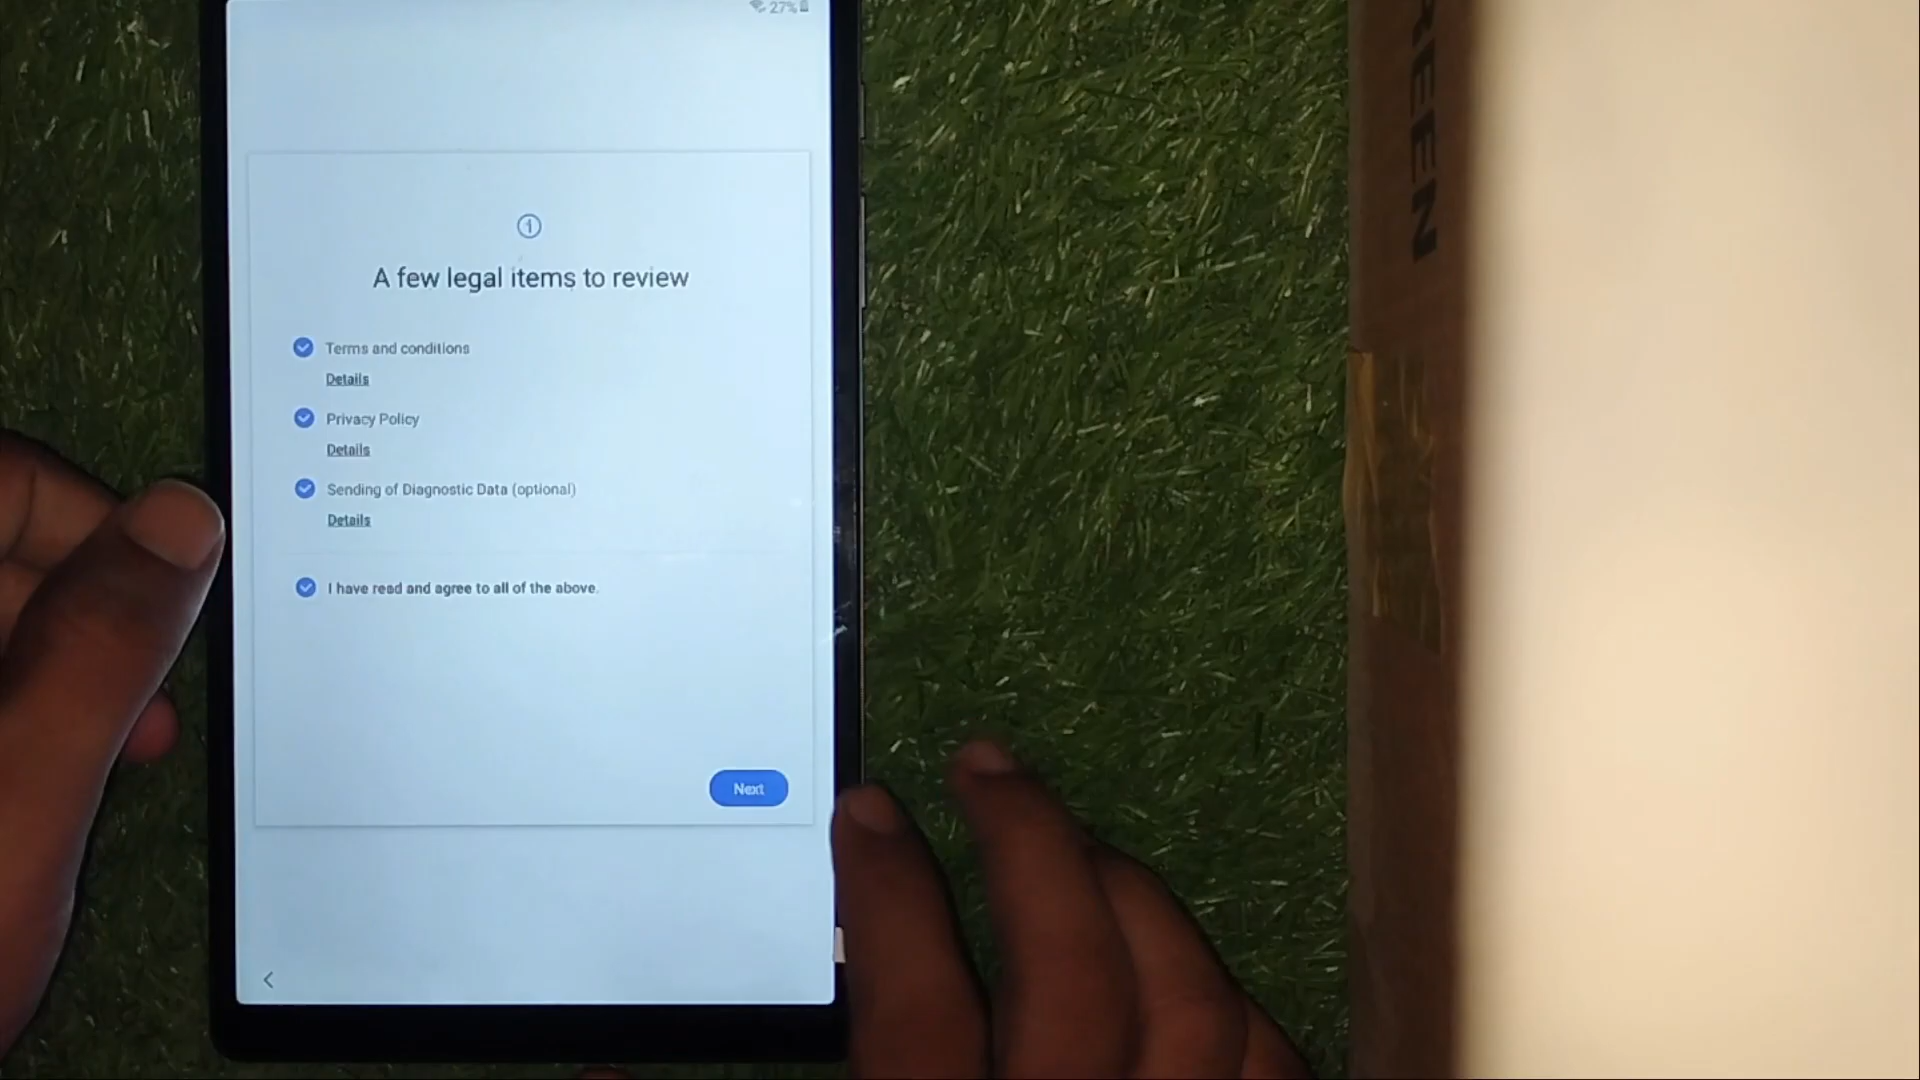 27%
A few legal items to review
Terms and conditions
Details
Privacy Policy
Details
Sending of Diagnostic Data (optional)
Details
I have read and agree to all of the above.
Next
REEN